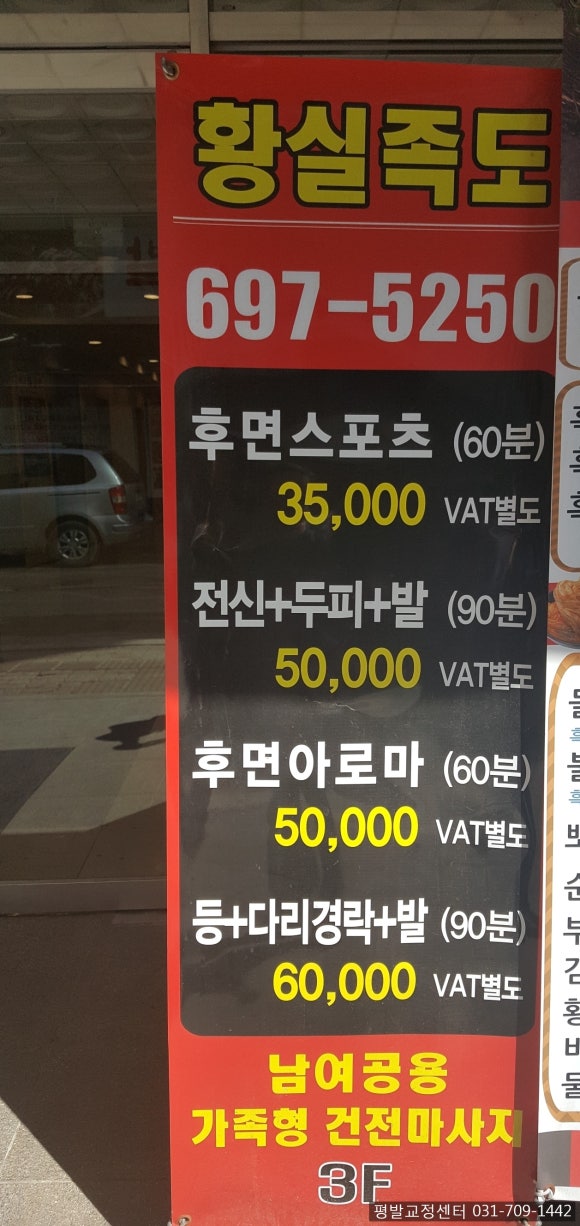 황실족도
697-5250
후면스포츠 (60분)
35,000 VAT별도
전신+두피+발 (90분)
50,000 VAT별도
후면아로마 (60분)
50,000 VAT별도
등+다리경락+발 (90분)
60,000 VAT별도
남여공용
가족형 건전마사지
3F
평발교정센터 031-709-1442